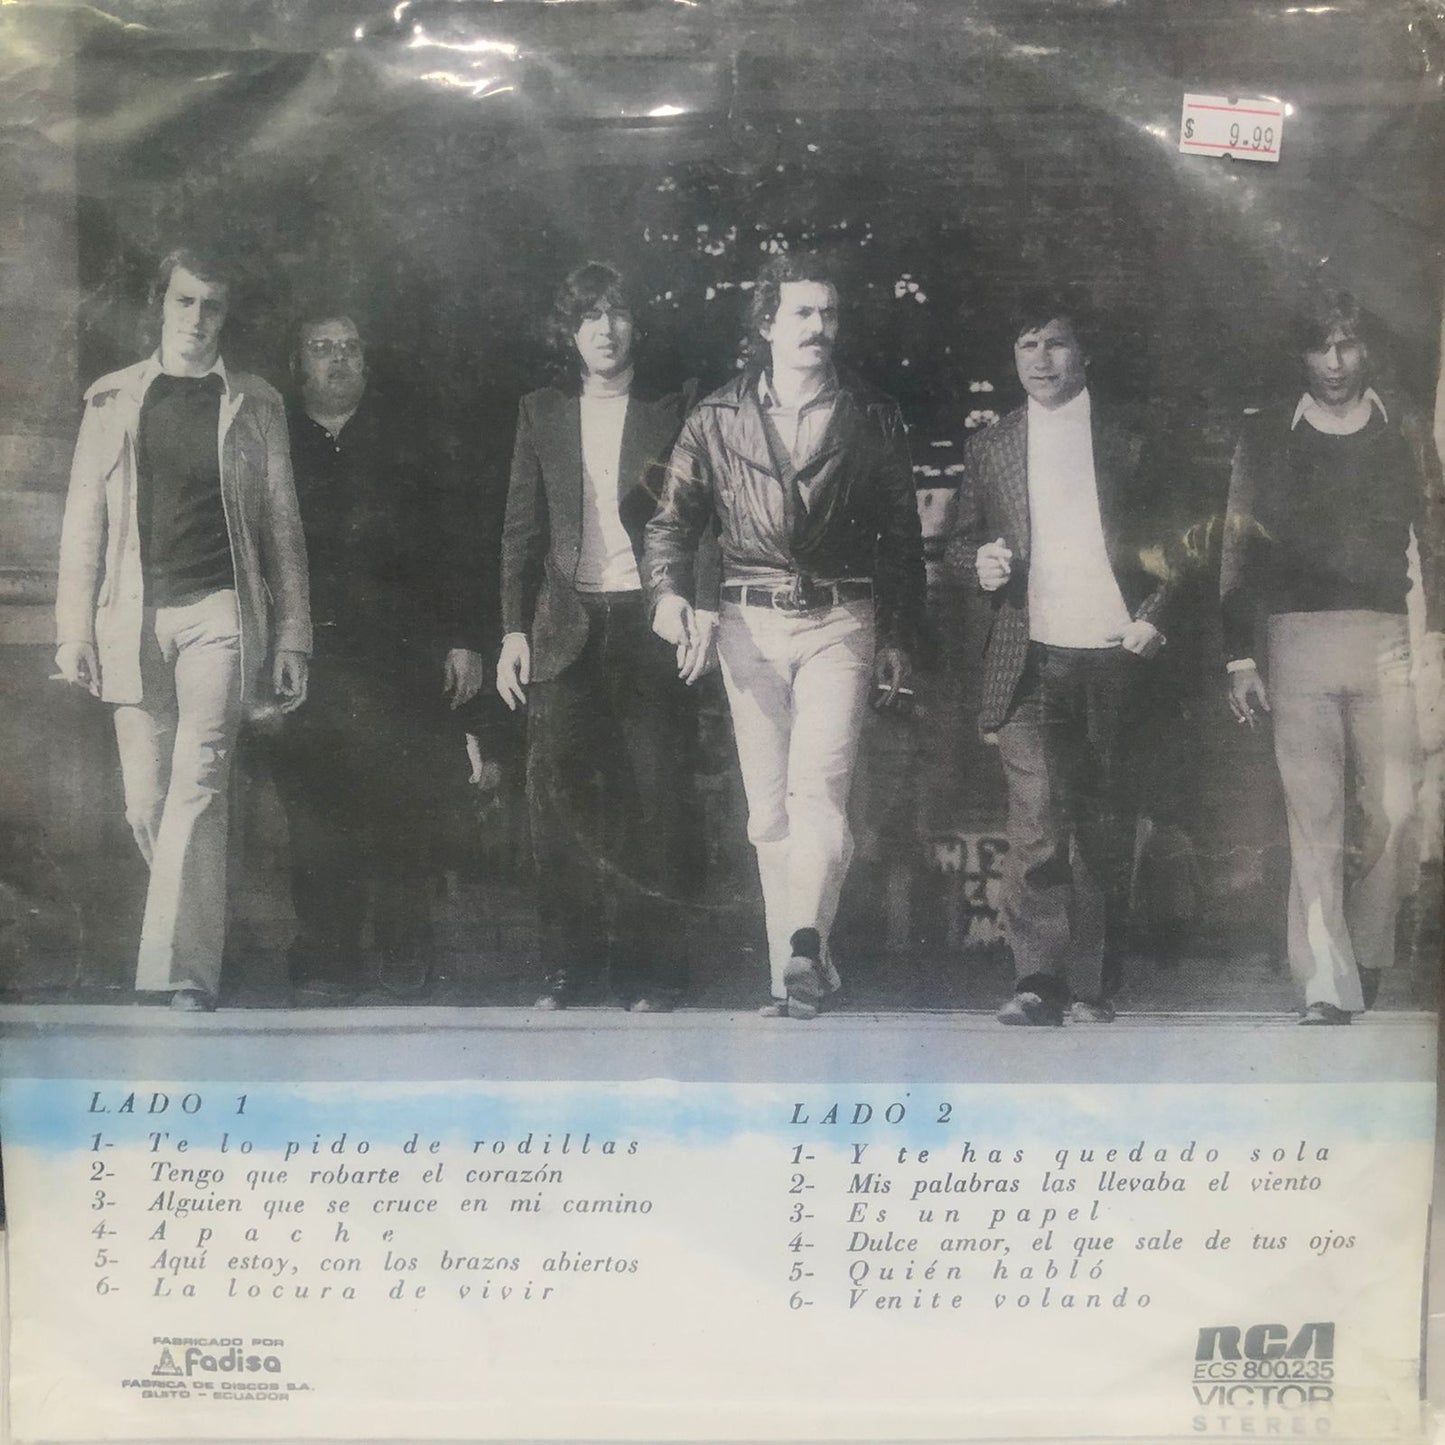 $ 9.99
LADO 1
1- Te lo pido de rodillas
2- Tengo que robarte el corazón
3- Alguien que se cruce en mi camino
4- Apache
5- Aquí estoy, con los brazos abiertos
6- La locura de vivir
LADO 2
1- Y te has quedado sola
2- Mis palabras las llevaba el viento
3- Es un papel
4- Dulce amor, el que sale de tus ojos
5- Quién habló
6- Venite volando
FABRICADO POR
fadisa
FABRICA DE DISCOS S.A.
QUITO - ECUADOR
RCA
ECS 800.235
VICTOR
STEREO